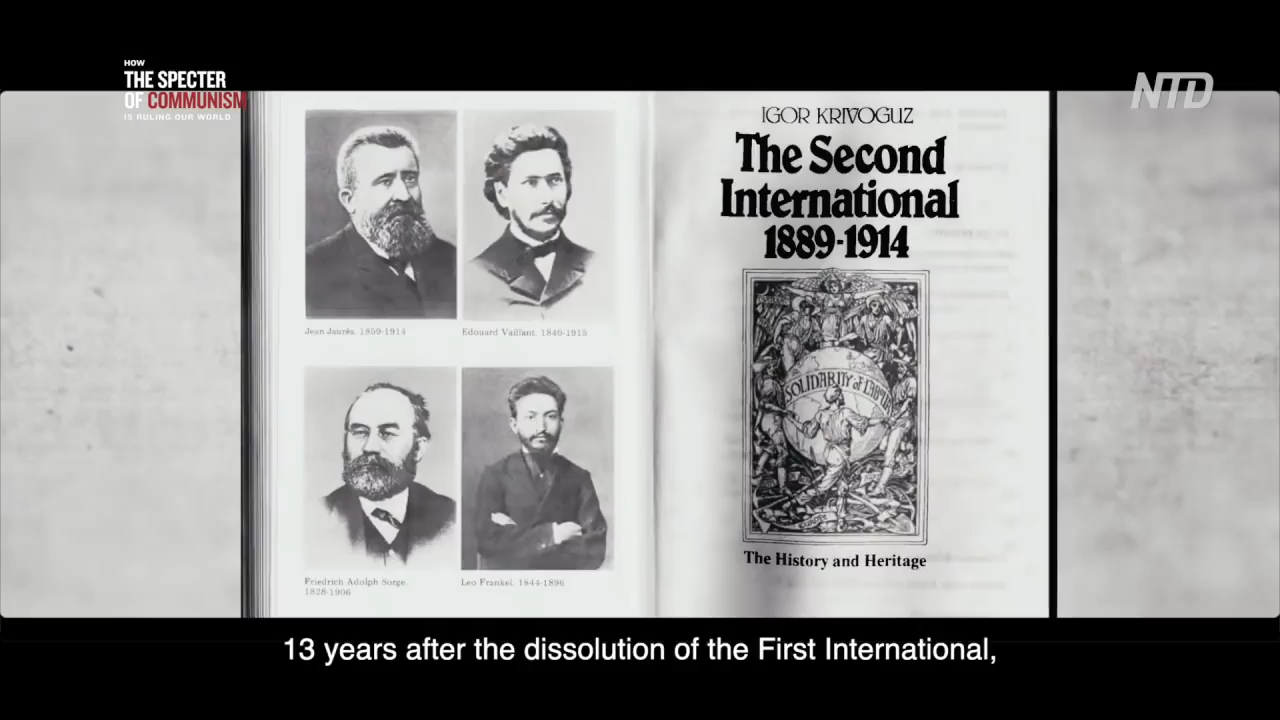 HOW
THE SPECTER
OF COMMUNISM
IS RULING OUR WORLD
NTD
Jean Jaurès. 1859-1914
Edouard Vaillant. 1840-1915
Friedrich Adolph Sorge.
1828-1906
Leo Frankel. 1844-1896
IGOR KRIVOGUZ
The Second
International
1889-1914
SOLIDARITY of LABOUR
The History and Heritage
13 years after the dissolution of the First International,